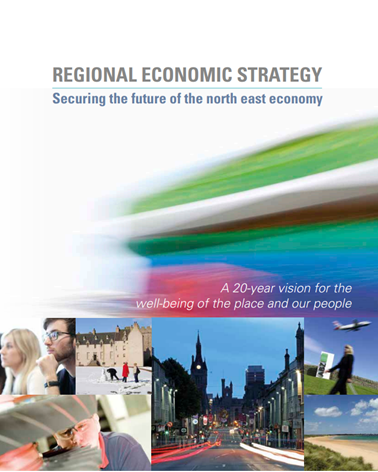 REGIONAL ECONOMIC STRATEGY
Securing the future of the north east economy
A 20-year vision for the
well-being of the place and our people